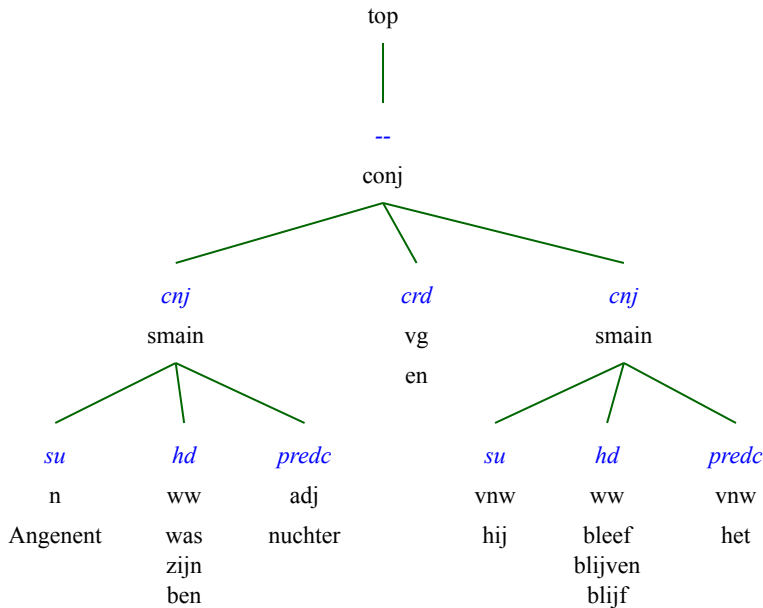 top
--
conj
cnj crd cnj
smain vg smain
en
su hd predc su hd predc
n ww adj vnw ww vnw
Angenent was nuchter hij bleef het
zijn blijven
ben blijf